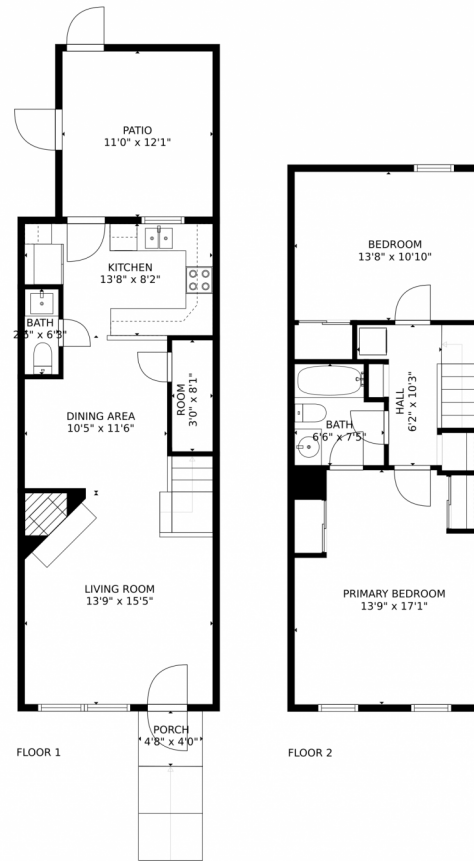 PATIO
11'0" x 12'1"
KITCHEN
13'8" x 8'2"
BATH
2'6" x 6'3"
ROOM
3'0" x 8'1"
DINING AREA
10'5" x 11'6"
LIVING ROOM
13'9" x 15'5"
PORCH
4'8" x 4'0"
FLOOR 1
BEDROOM
13'8" x 10'10"
HALL
6'2" x 10'3"
BATH
6'6" x 7'5"
PRIMARY BEDROOM
13'9" x 17'1"
FLOOR 2